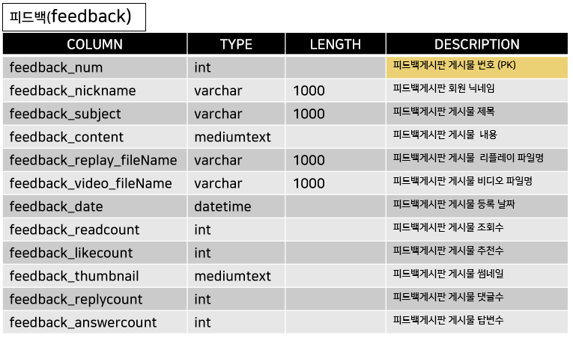 피드백(feedback)
COLUMN TYPE LENGTH DESCRIPTION
feedback_num int 피드백게시판 게시물 번호 (PK)
feedback_nickname varchar 1000 피드백게시판 회원 닉네임
feedback_subject varchar 1000 피드백게시판 게시물 제목
feedback_content mediumtext 피드백게시판 게시물 내용
feedback_replay_fileName varchar 1000 피드백게시판 게시물 리플레이 파일명
feedback_video_fileName varchar 1000 피드백게시판 게시물 비디오 파일명
feedback_date datetime 피드백게시판 게시물 등록 날짜
feedback_readcount int 피드백게시판 게시물 조회수
feedback_likecount int 피드백게시판 게시물 추천수
feedback_thumbnail mediumtext 피드백게시판 게시물 썸네일
feedback_replycount int 피드백게시판 게시물 댓글수
feedback_answercount int 피드백게시판 게시물 답변수